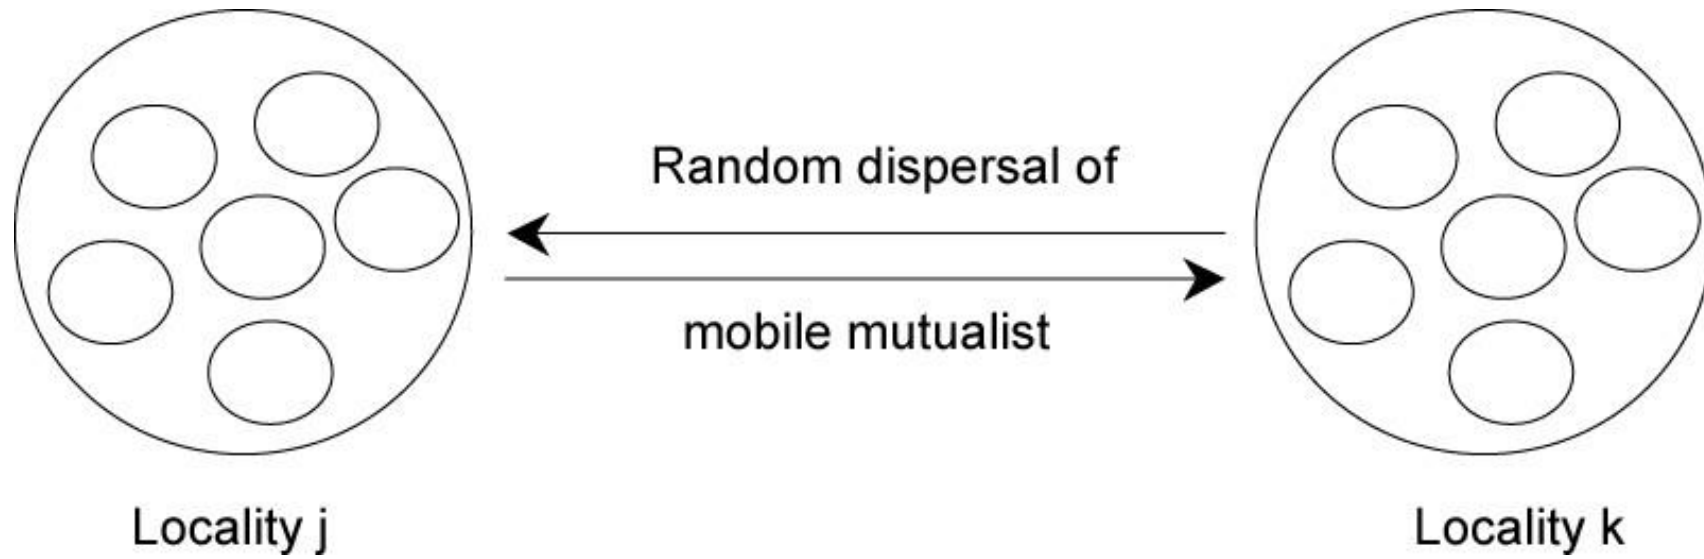 Random dispersal of
mobile mutualist
Locality j
Locality k